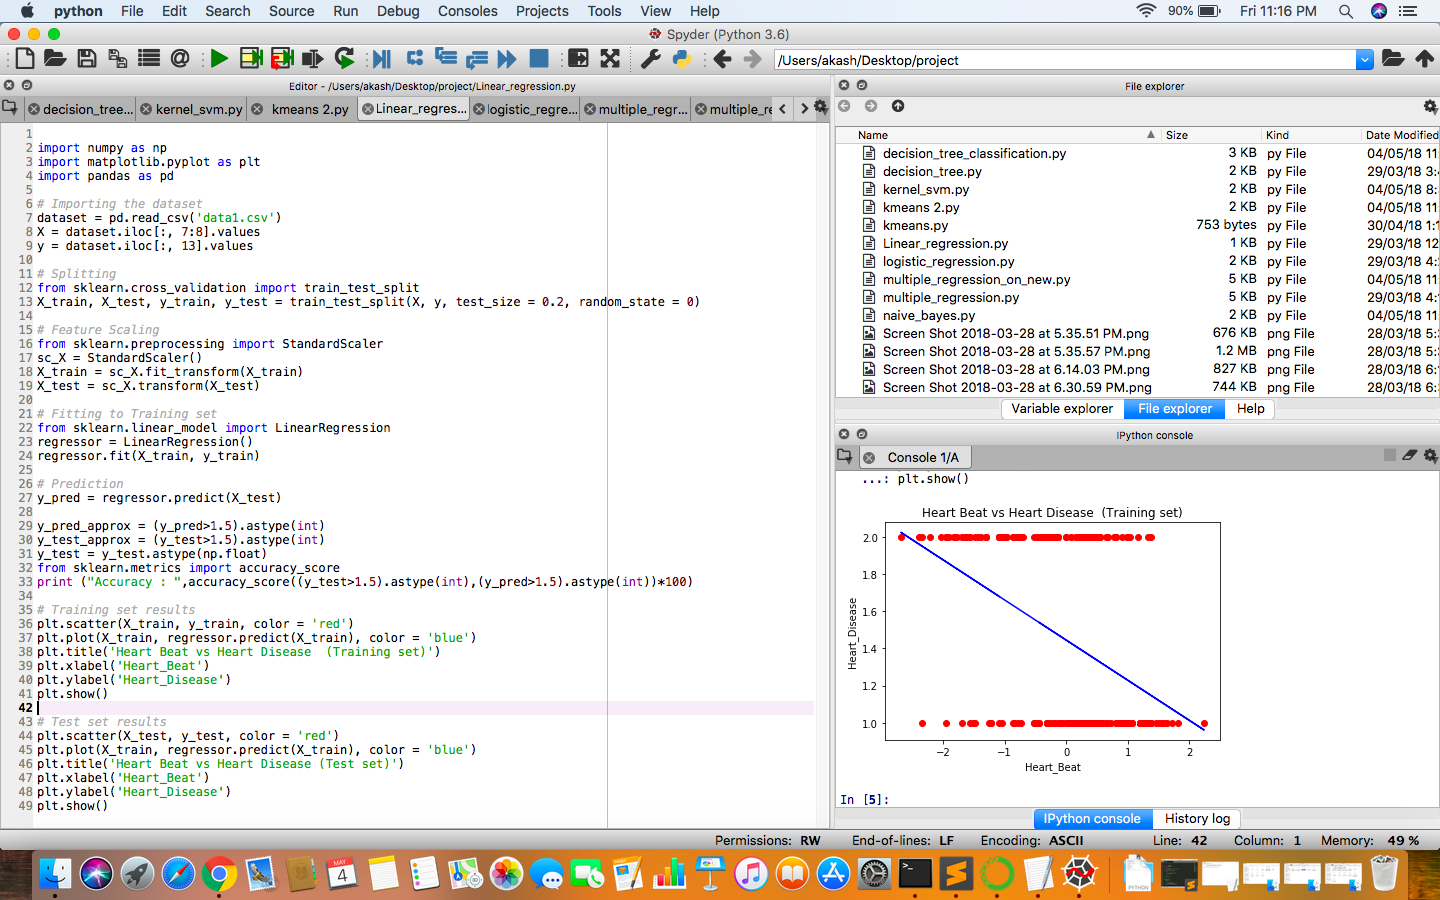 python File Edit Search Source Run Debug Consoles Projects Tools View Help 90% Fri 11:16 PM
Spyder (Python 3.6)
/Users/akash/Desktop/project
Editor - /Users/akash/Desktop/project/Linear_regression.py
decision_tree... kernel_svm.py kmeans 2.py Linear_regres... logistic_regre... multiple_regr... multiple_re
1
2 import numpy as np
3 import matplotlib.pyplot as plt
4 import pandas as pd
5
6 # Importing the dataset
7 dataset = pd.read_csv('data1.csv')
8 X = dataset.iloc[:, 7:8].values
9 y = dataset.iloc[:, 13].values
10
11 # Splitting
12 from sklearn.cross_validation import train_test_split
13 X_train, X_test, y_train, y_test = train_test_split(X, y, test_size = 0.2, random_state = 0)
14
15 # Feature Scaling
16 from sklearn.preprocessing import StandardScaler
17 sc_X = StandardScaler()
18 X_train = sc_X.fit_transform(X_train)
19 X_test = sc_X.transform(X_test)
20
21 # Fitting to Training set
22 from sklearn.linear_model import LinearRegression
23 regressor = LinearRegression()
24 regressor.fit(X_train, y_train)
25
26 # Prediction
27 y_pred = regressor.predict(X_test)
28
29 y_pred_approx = (y_pred>1.5).astype(int)
30 y_test_approx = (y_test>1.5).astype(int)
31 y_test = y_test.astype(np.float)
32 from sklearn.metrics import accuracy_score
33 print ("Accuracy : ",accuracy_score((y_test>1.5).astype(int),(y_pred>1.5).astype(int))*100)
34
35 # Training set results
36 plt.scatter(X_train, y_train, color = 'red')
37 plt.plot(X_train, regressor.predict(X_train), color = 'blue')
38 plt.title('Heart Beat vs Heart Disease  (Training set)')
39 plt.xlabel('Heart_Beat')
40 plt.ylabel('Heart_Disease')
41 plt.show()
42
43 # Test set results
44 plt.scatter(X_test, y_test, color = 'red')
45 plt.plot(X_train, regressor.predict(X_train), color = 'blue')
46 plt.title('Heart Beat vs Heart Disease (Test set)')
47 plt.xlabel('Heart_Beat')
48 plt.ylabel('Heart_Disease')
49 plt.show()
File explorer
Name Size Kind Date Modified
decision_tree_classification.py 3 KB py File 04/05/18 11:
decision_tree.py 2 KB py File 29/03/18 3:
kernel_svm.py 2 KB py File 04/05/18 8:
kmeans 2.py 2 KB py File 04/05/18 11:
kmeans.py 753 bytes py File 30/04/18 1:
Linear_regression.py 1 KB py File 29/03/18 12
logistic_regression.py 2 KB py File 29/03/18 4:
multiple_regression_on_new.py 5 KB py File 04/05/18 11:
multiple_regression.py 5 KB py File 29/03/18 4:
naive_bayes.py 2 KB py File 04/05/18 11:
Screen Shot 2018-03-28 at 5.35.51 PM.png 676 KB png File 28/03/18 5:
Screen Shot 2018-03-28 at 5.35.57 PM.png 1.2 MB png File 28/03/18 5:
Screen Shot 2018-03-28 at 6.14.03 PM.png 827 KB png File 28/03/18 6:
Screen Shot 2018-03-28 at 6.30.59 PM.png 744 KB png File 28/03/18 6:
Variable explorer File explorer Help
IPython console
Console 1/A
...: plt.show()
Heart Beat vs Heart Disease  (Training set)
2.0
1.8
1.6
1.4
1.2
1.0
Heart_Disease
−2 −1 0 1 2
Heart_Beat
In [5]:
IPython console History log
Permissions: RW End-of-lines: LF Encoding: ASCII Line: 42 Column: 1 Memory: 49 %
MAY
4
PYTHON